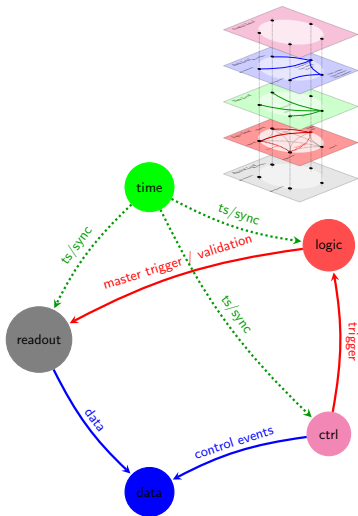 time
ts/sync
logic
ts/sync
master trigger / validation
ts/sync
readout
trigger
data
control events
ctrl
data